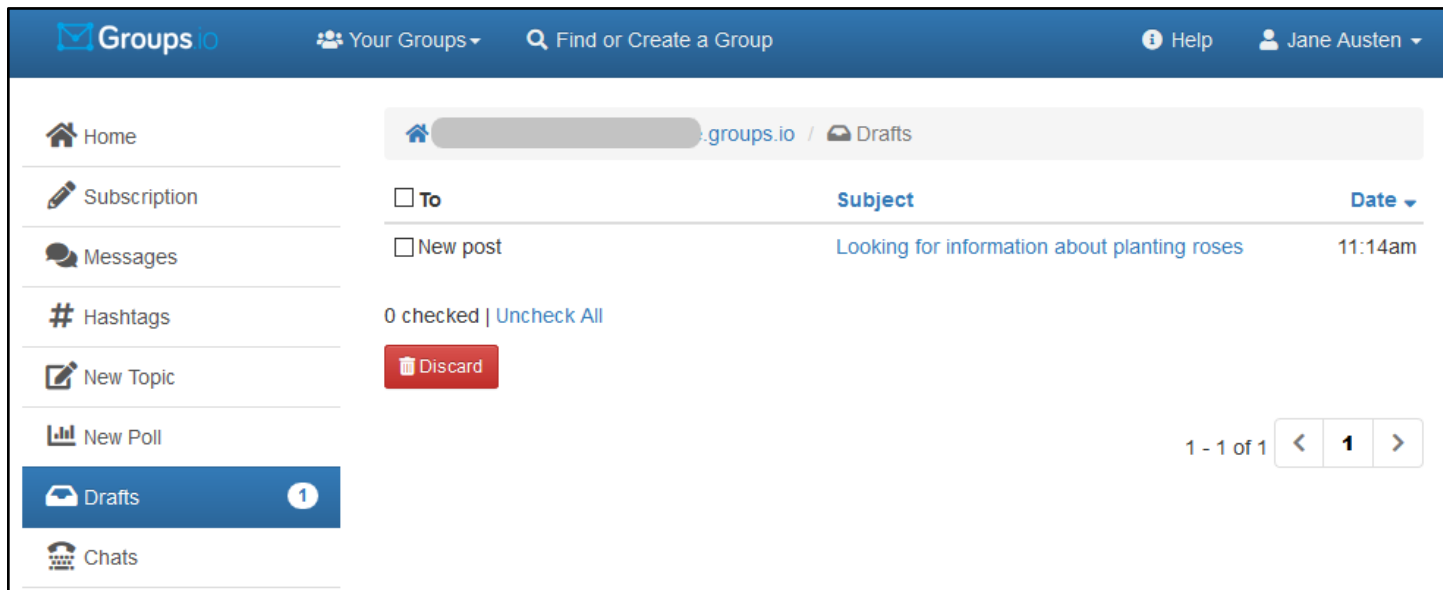 Groups.io Your Groups Find or Create a Group Help Jane Austen
Home
Subscription
Messages
Hashtags
New Topic
New Poll
Drafts 1
Chats
.groups.io / Drafts
To Subject Date
New post Looking for information about planting roses 11:14am
0 checked | Uncheck All
Discard
1 - 1 of 1 < 1 >